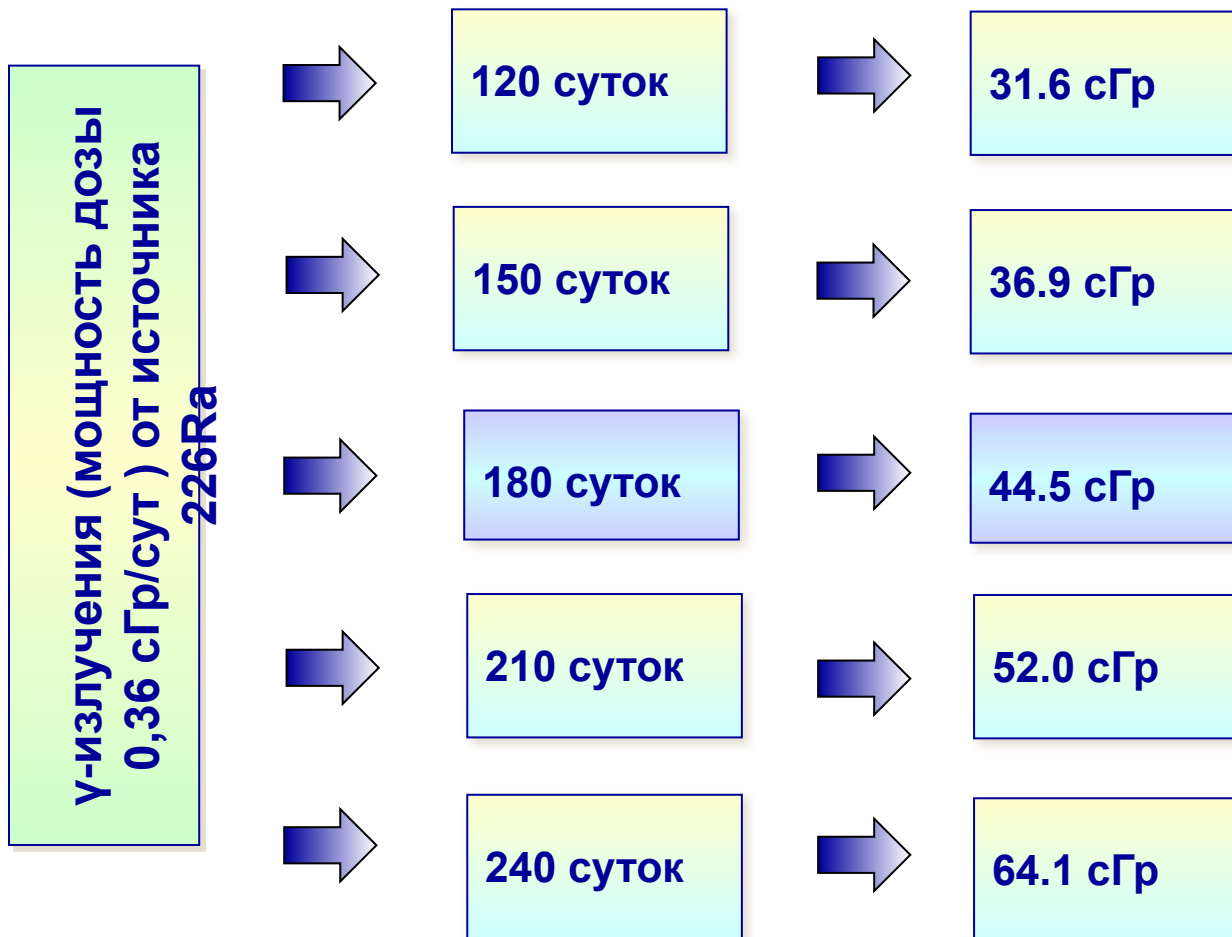 γ-излучения (мощность дозы
0,36 сГр/сут ) от источника
226Ra
120 суток
31.6 сГр
150 суток
36.9 сГр
180 суток
44.5 сГр
210 суток
52.0 сГр
240 суток
64.1 сГр